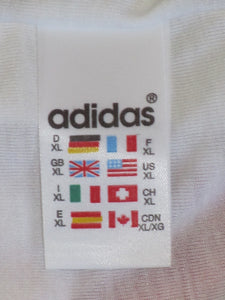 ®
adidas
D F
XL XL
GB US
XL XL
I CH
XL XL
E CDN
XL XL/XG